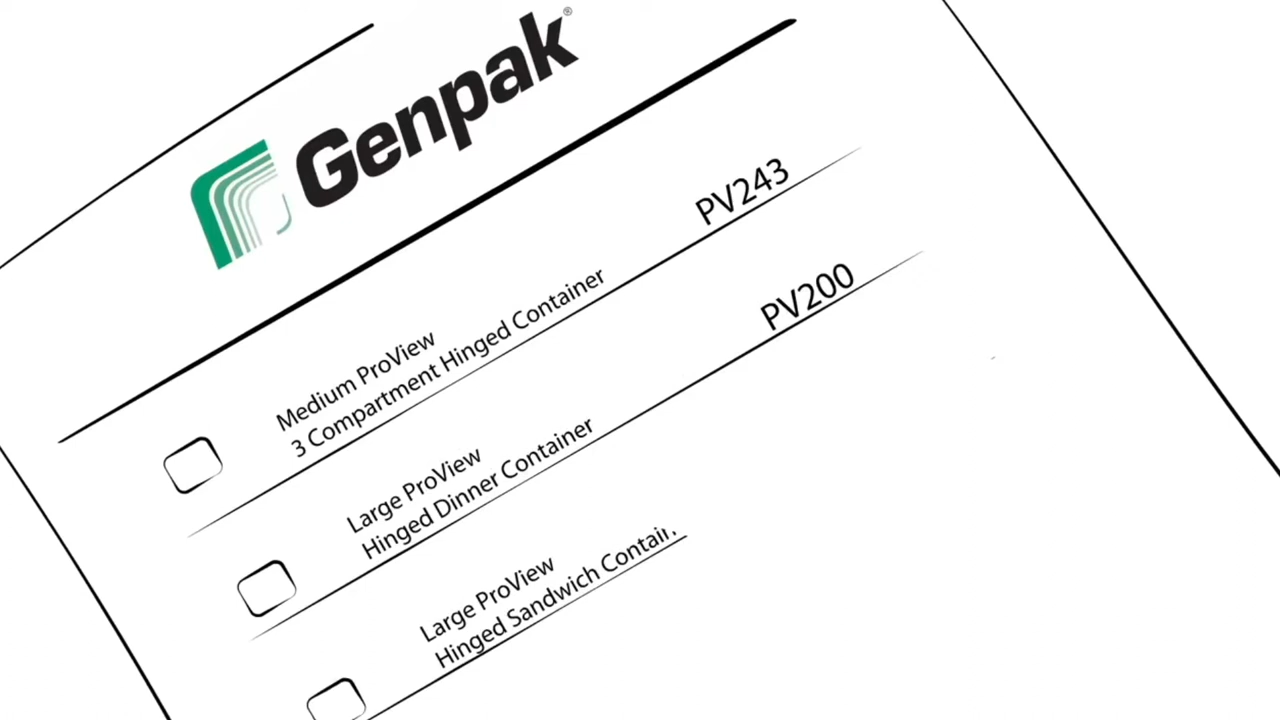 Genpak®
Medium ProView
3 Compartment Hinged Container
PV243
Large ProView
Hinged Dinner Container
PV200
Large ProView
Hinged Sandwich